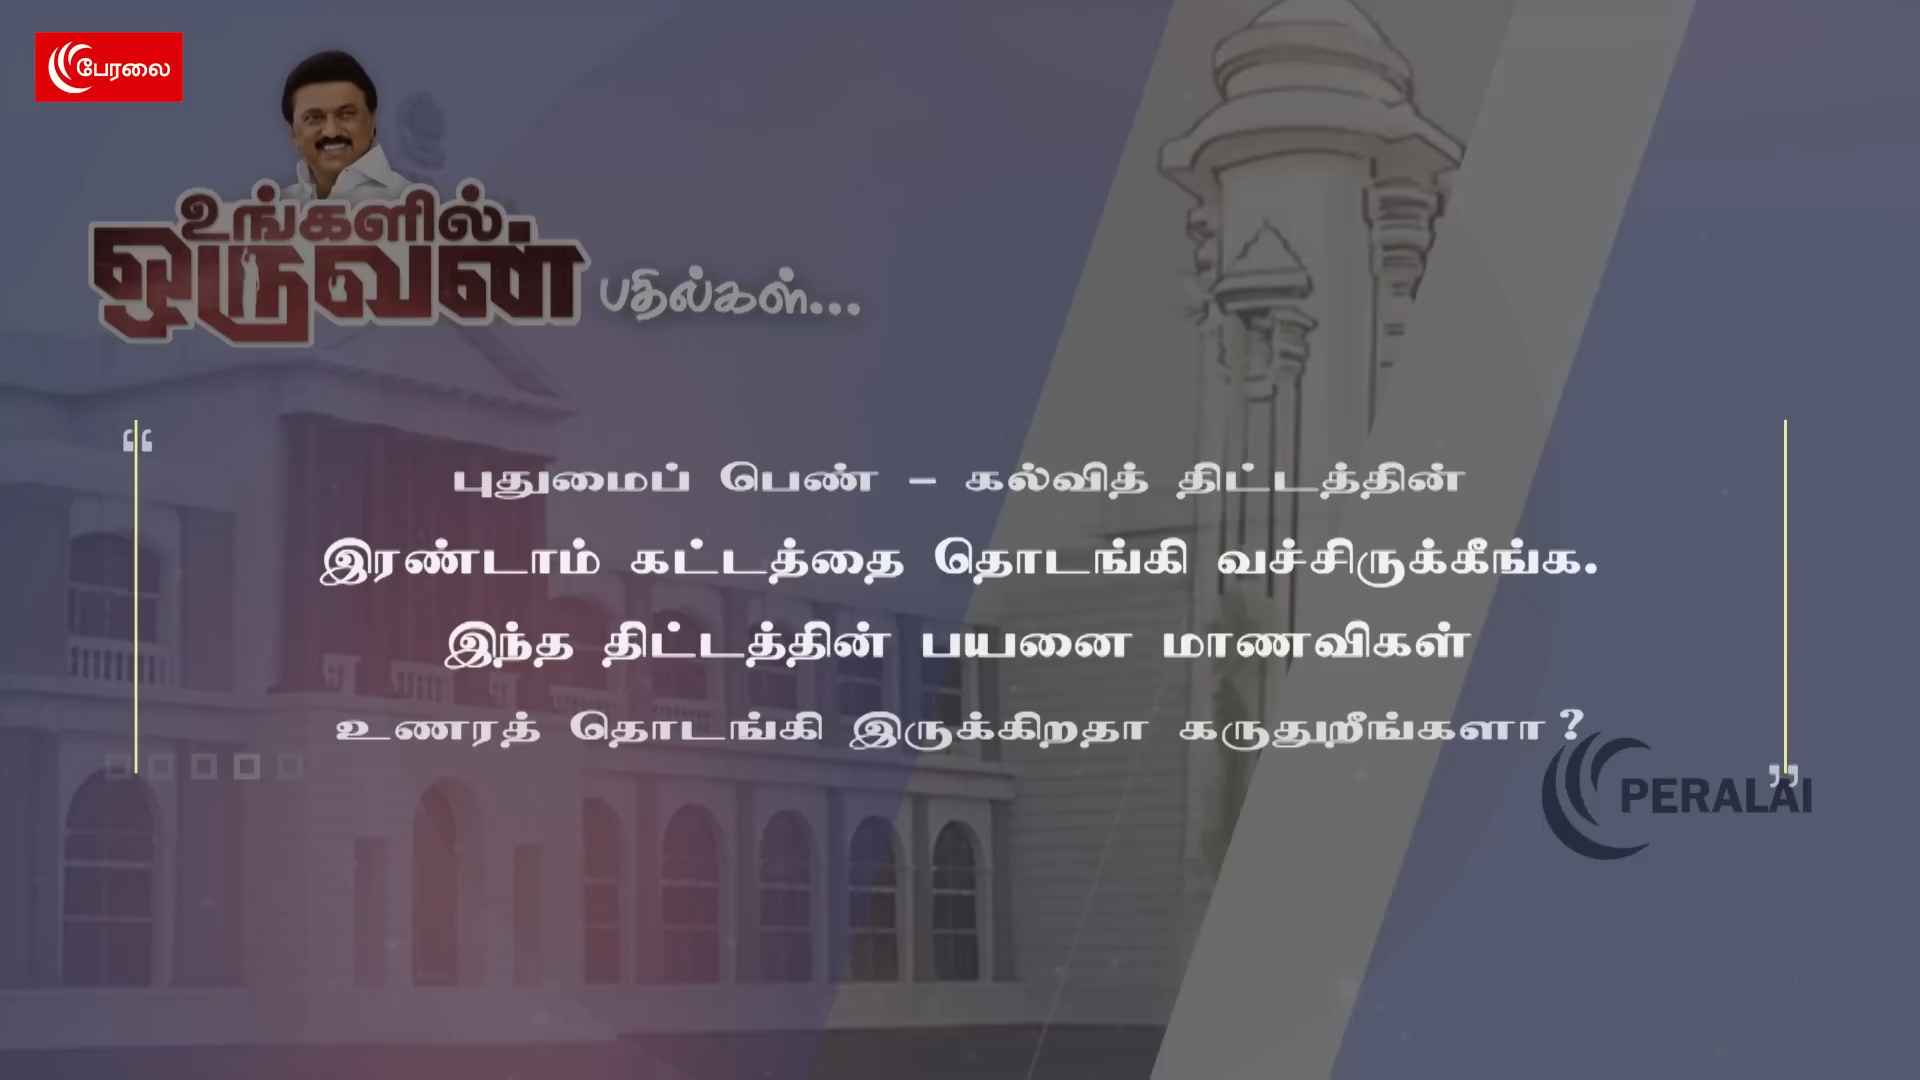 பேரலை
உங்களில்
ஒருவன் பதில்கள்...
“
புதுமைப் பெண் – கல்வித் திட்டத்தின்
இரண்டாம் கட்டத்தை தொடங்கி வச்சிருக்கீங்க.
இந்த திட்டத்தின் பயனை மாணவிகள்
உணரத் தொடங்கி இருக்கிறதா கருதுறீங்களா?
”
PERALAI